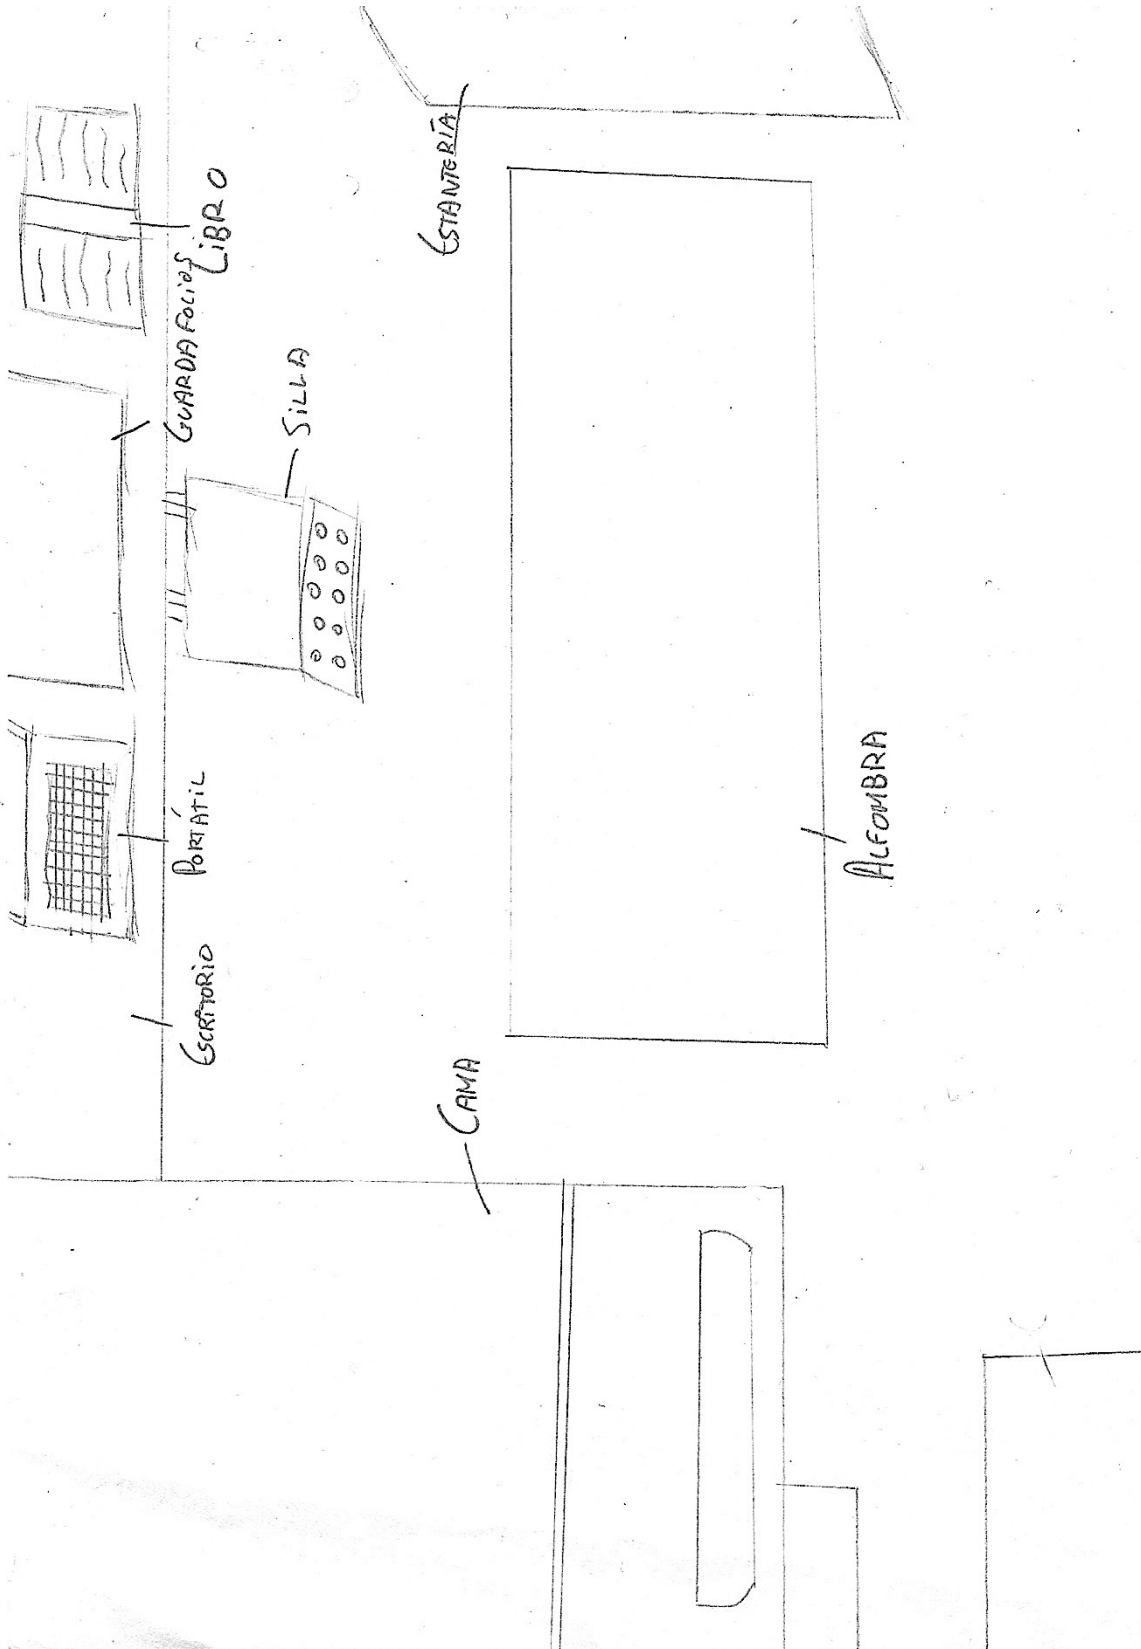 LiBRO
GUARDAFOLiOS
SiLLA
ESTANTERÍA
PORTÁTiL
ESCRITORiO
ALFOMBRA
CAMA